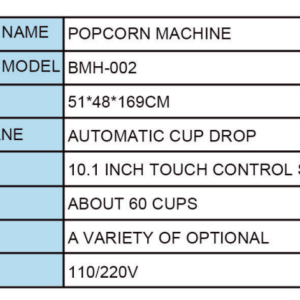 NAME POPCORN MACHINE
MODEL BMH-002
51*48*169CM
NE AUTOMATIC CUP DROP
10.1 INCH TOUCH CONTROL S
ABOUT 60 CUPS
A VARIETY OF OPTIONAL
110/220V